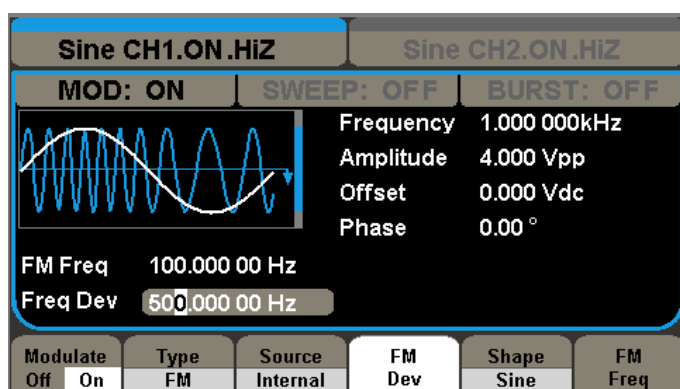 Sine CH1.ON.HiZ Sine CH2.ON.HiZ
MOD: ON SWEEP: OFF BURST: OFF
Frequency 1.000 000kHz
Amplitude 4.000 Vpp
Offset 0.000 Vdc
Phase 0.00 °
FM Freq 100.000 00 Hz
Freq Dev 500.000 00 Hz
Modulate Type Source FM Shape FM
Off On FM Internal Dev Sine Freq